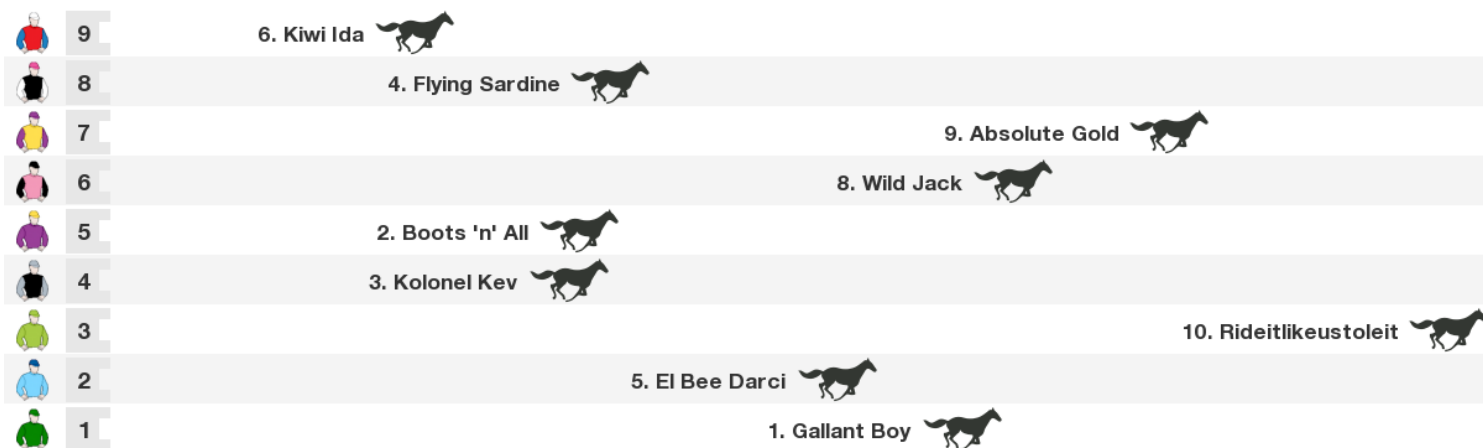 9 6. Kiwi Ida
8 4. Flying Sardine
7 9. Absolute Gold
6 8. Wild Jack
5 2. Boots 'n' All
4 3. Kolonel Kev
3 10. Rideitlikeustoleit
2 5. El Bee Darci
1 1. Gallant Boy